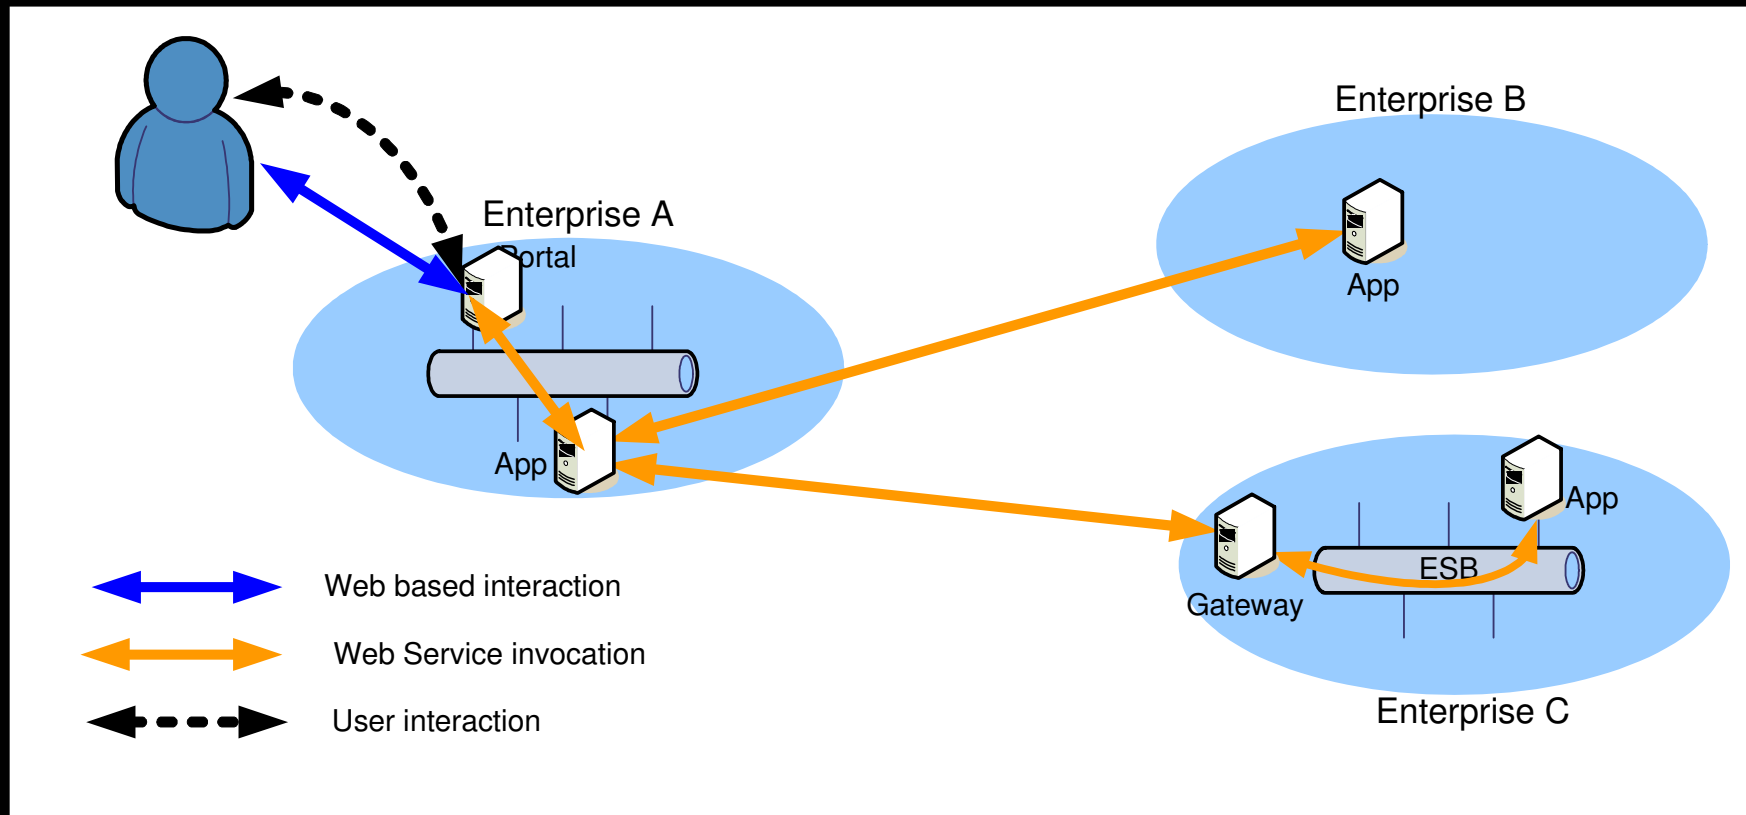 Enterprise B
Enterprise A
Portal
App
App
App
ESB
Gateway
Web based interaction
Web Service invocation
Enterprise C
User interaction